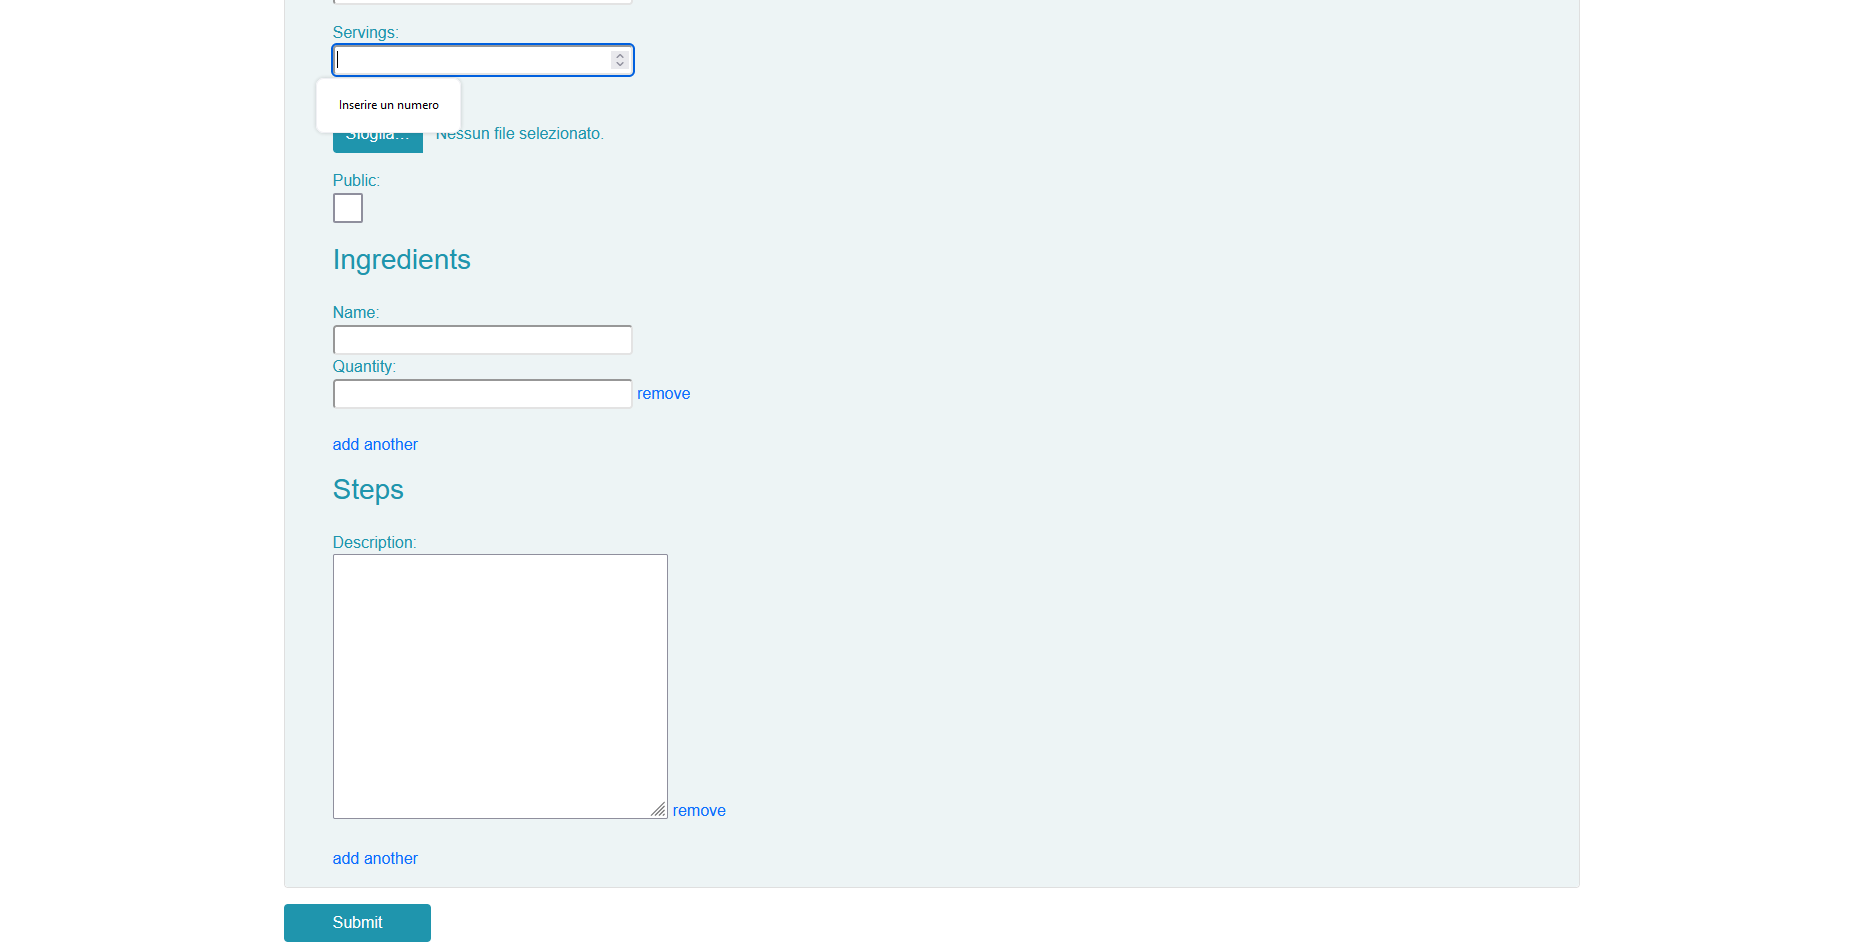 Servings:
Inserire un numero
Sfoglia... Nessun file selezionato.
Public:
Ingredients
Name:
Quantity:
remove
add another
Steps
Description:
remove
add another
Submit